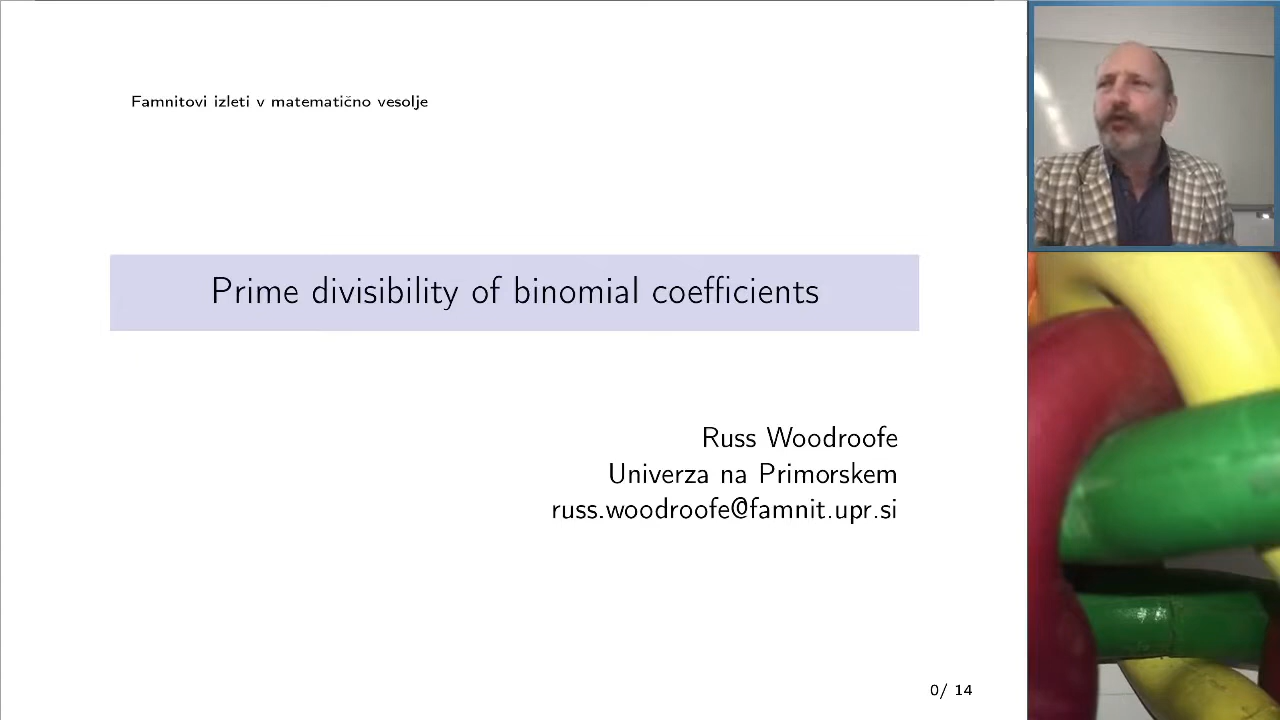 Famnitovi izleti v matematično vesolje
Prime divisibility of binomial coefficients
Russ Woodroofe
Univerza na Primorskem
russ.woodroofe@famnit.upr.si
0/ 14